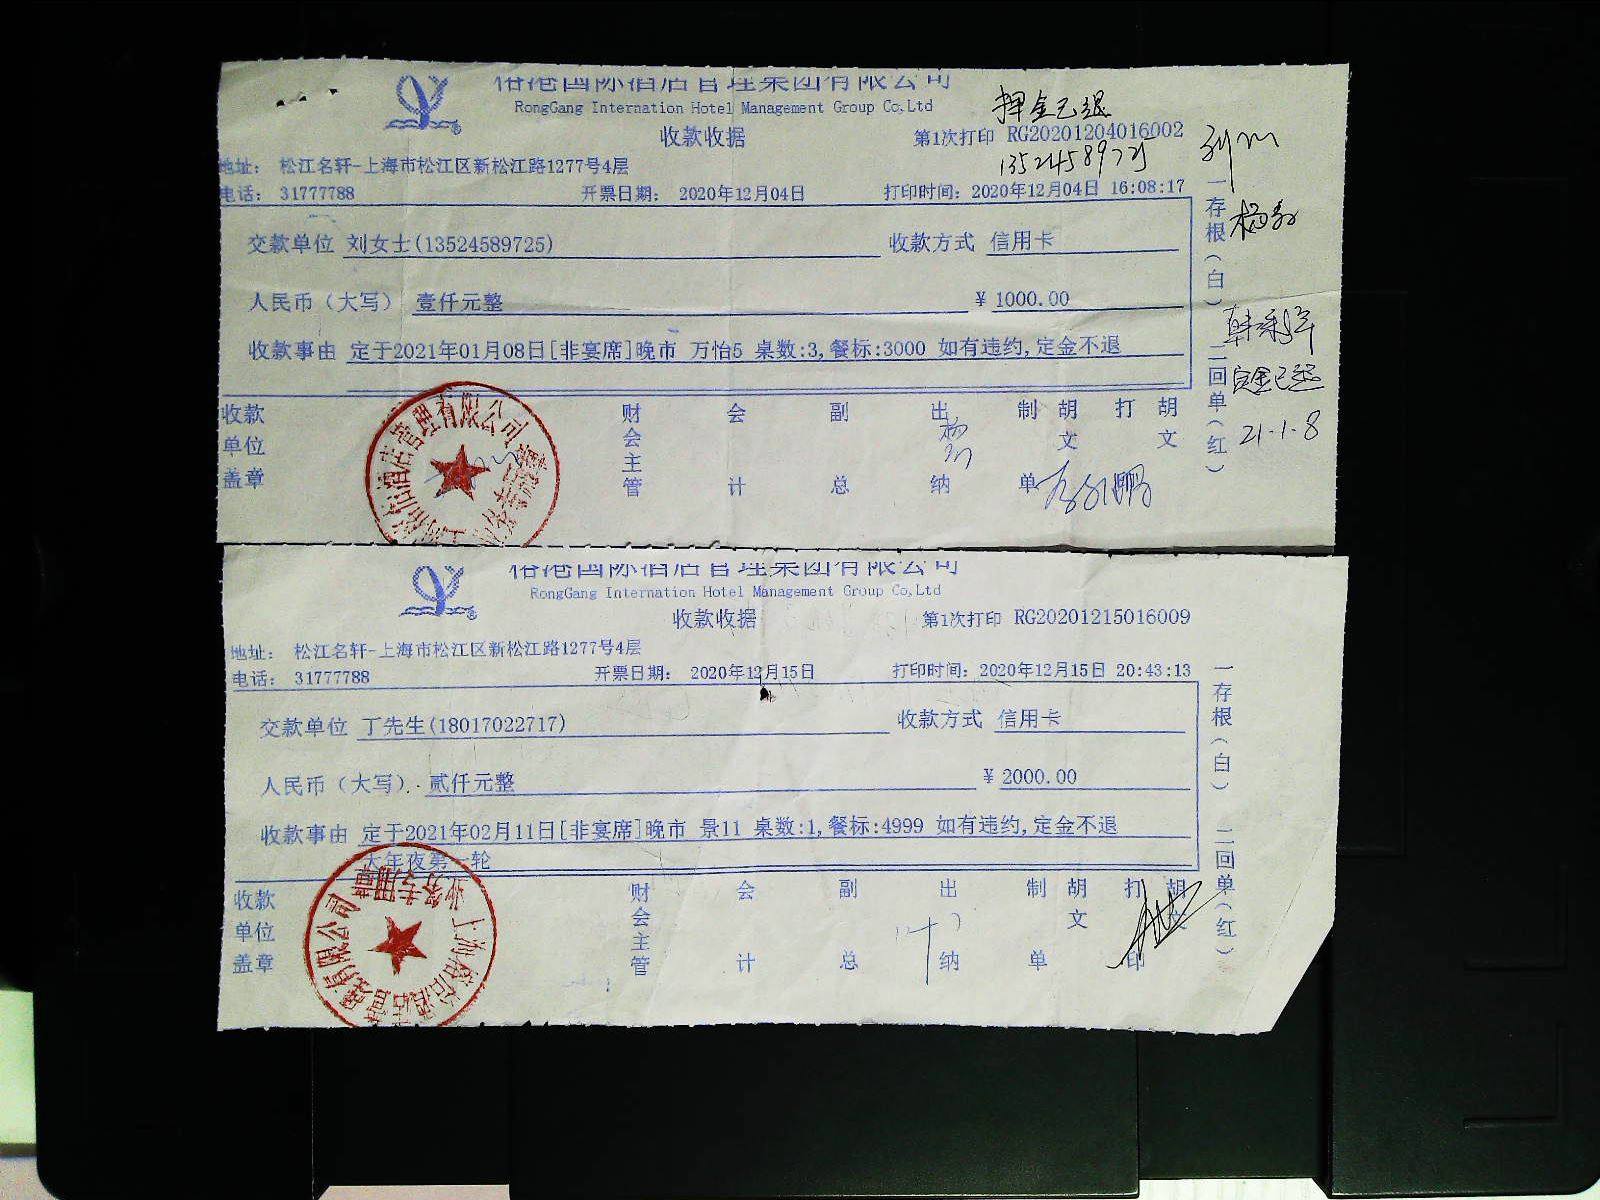 裕港国际酒店管理集团有限公司
RongGang Internation Hotel Management Group Co,Ltd
押金已退
收款收据
第1次打印 RG20201204016002
13524589725
地址： 松江名轩-上海市松江区新松江路1277号4层
电话： 31777788
开票日期： 2020年12月04日
打印时间：2020年12月04日 16:08:17
交款单位 刘女士(13524589725)
收款方式 信用卡
人民币（大写） 壹仟元整
￥ 1000.00
收款事由 定于2021年01月08日[非宴席]晚市 万怡5 桌数:3,餐标:3000 如有违约,定金不退
收款单位盖章
财会主管
会计
副总
出纳
制单
胡文
打
胡文
一存根（白） 二回单（红）
定金已退
21.1.8
裕港国际酒店管理集团有限公司
RongGang Internation Hotel Management Group Co,Ltd
收款收据
第1次打印 RG20201215016009
地址： 松江名轩-上海市松江区新松江路1277号4层
电话： 31777788
开票日期： 2020年12月15日
打印时间：2020年12月15日 20:43:13
交款单位 丁先生(18017022717)
收款方式 信用卡
人民币（大写） 贰仟元整
￥ 2000.00
收款事由 定于2021年02月11日[非宴席]晚市 景11 桌数:1,餐标:4999 如有违约,定金不退
大年夜第一轮
收款单位盖章
财会主管
会计
副总
出纳
制单
胡文
打印
胡文
一存根（白） 二回单（红）